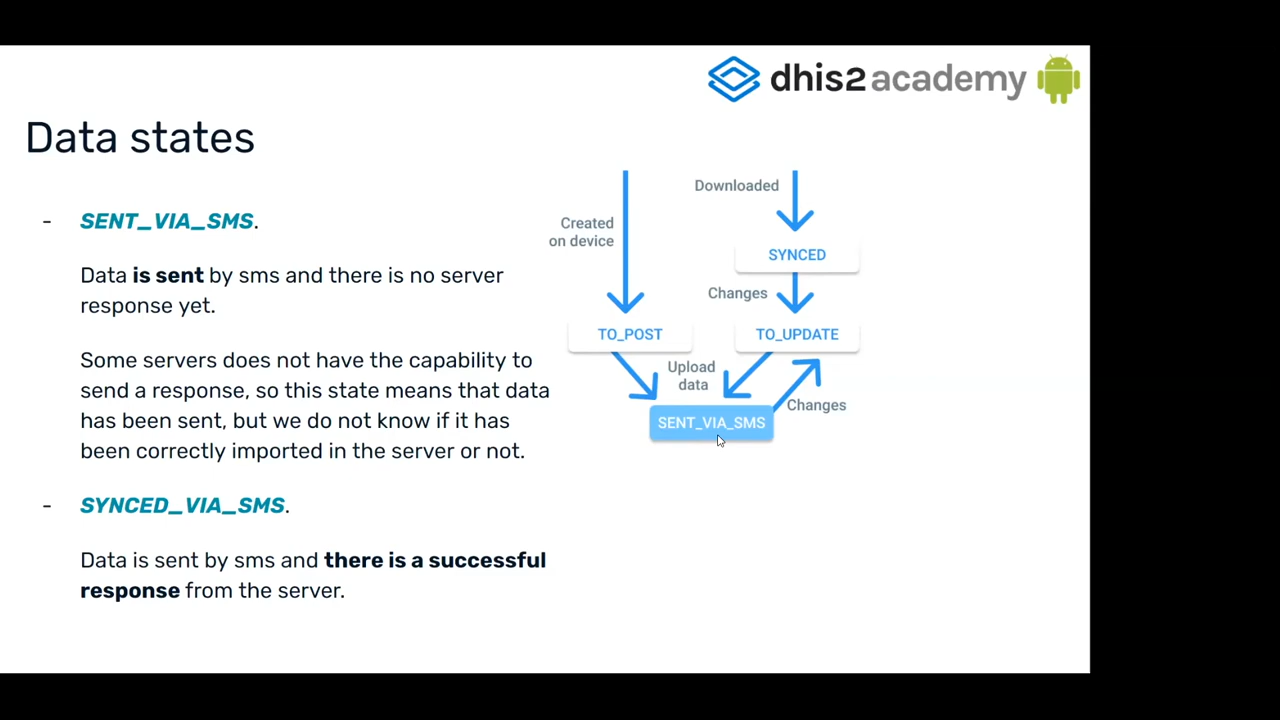 dhis2 academy
Data states
- SENT_VIA_SMS.
Data is sent by sms and there is no server
response yet.
Some servers does not have the capability to
send a response, so this state means that data
has been sent, but we do not know if it has
been correctly imported in the server or not.
- SYNCED_VIA_SMS.
Data is sent by sms and there is a successful
response from the server.
Downloaded
Created
on device
SYNCED
Changes
TO_POST
TO_UPDATE
Upload
data
Changes
SENT_VIA_SMS